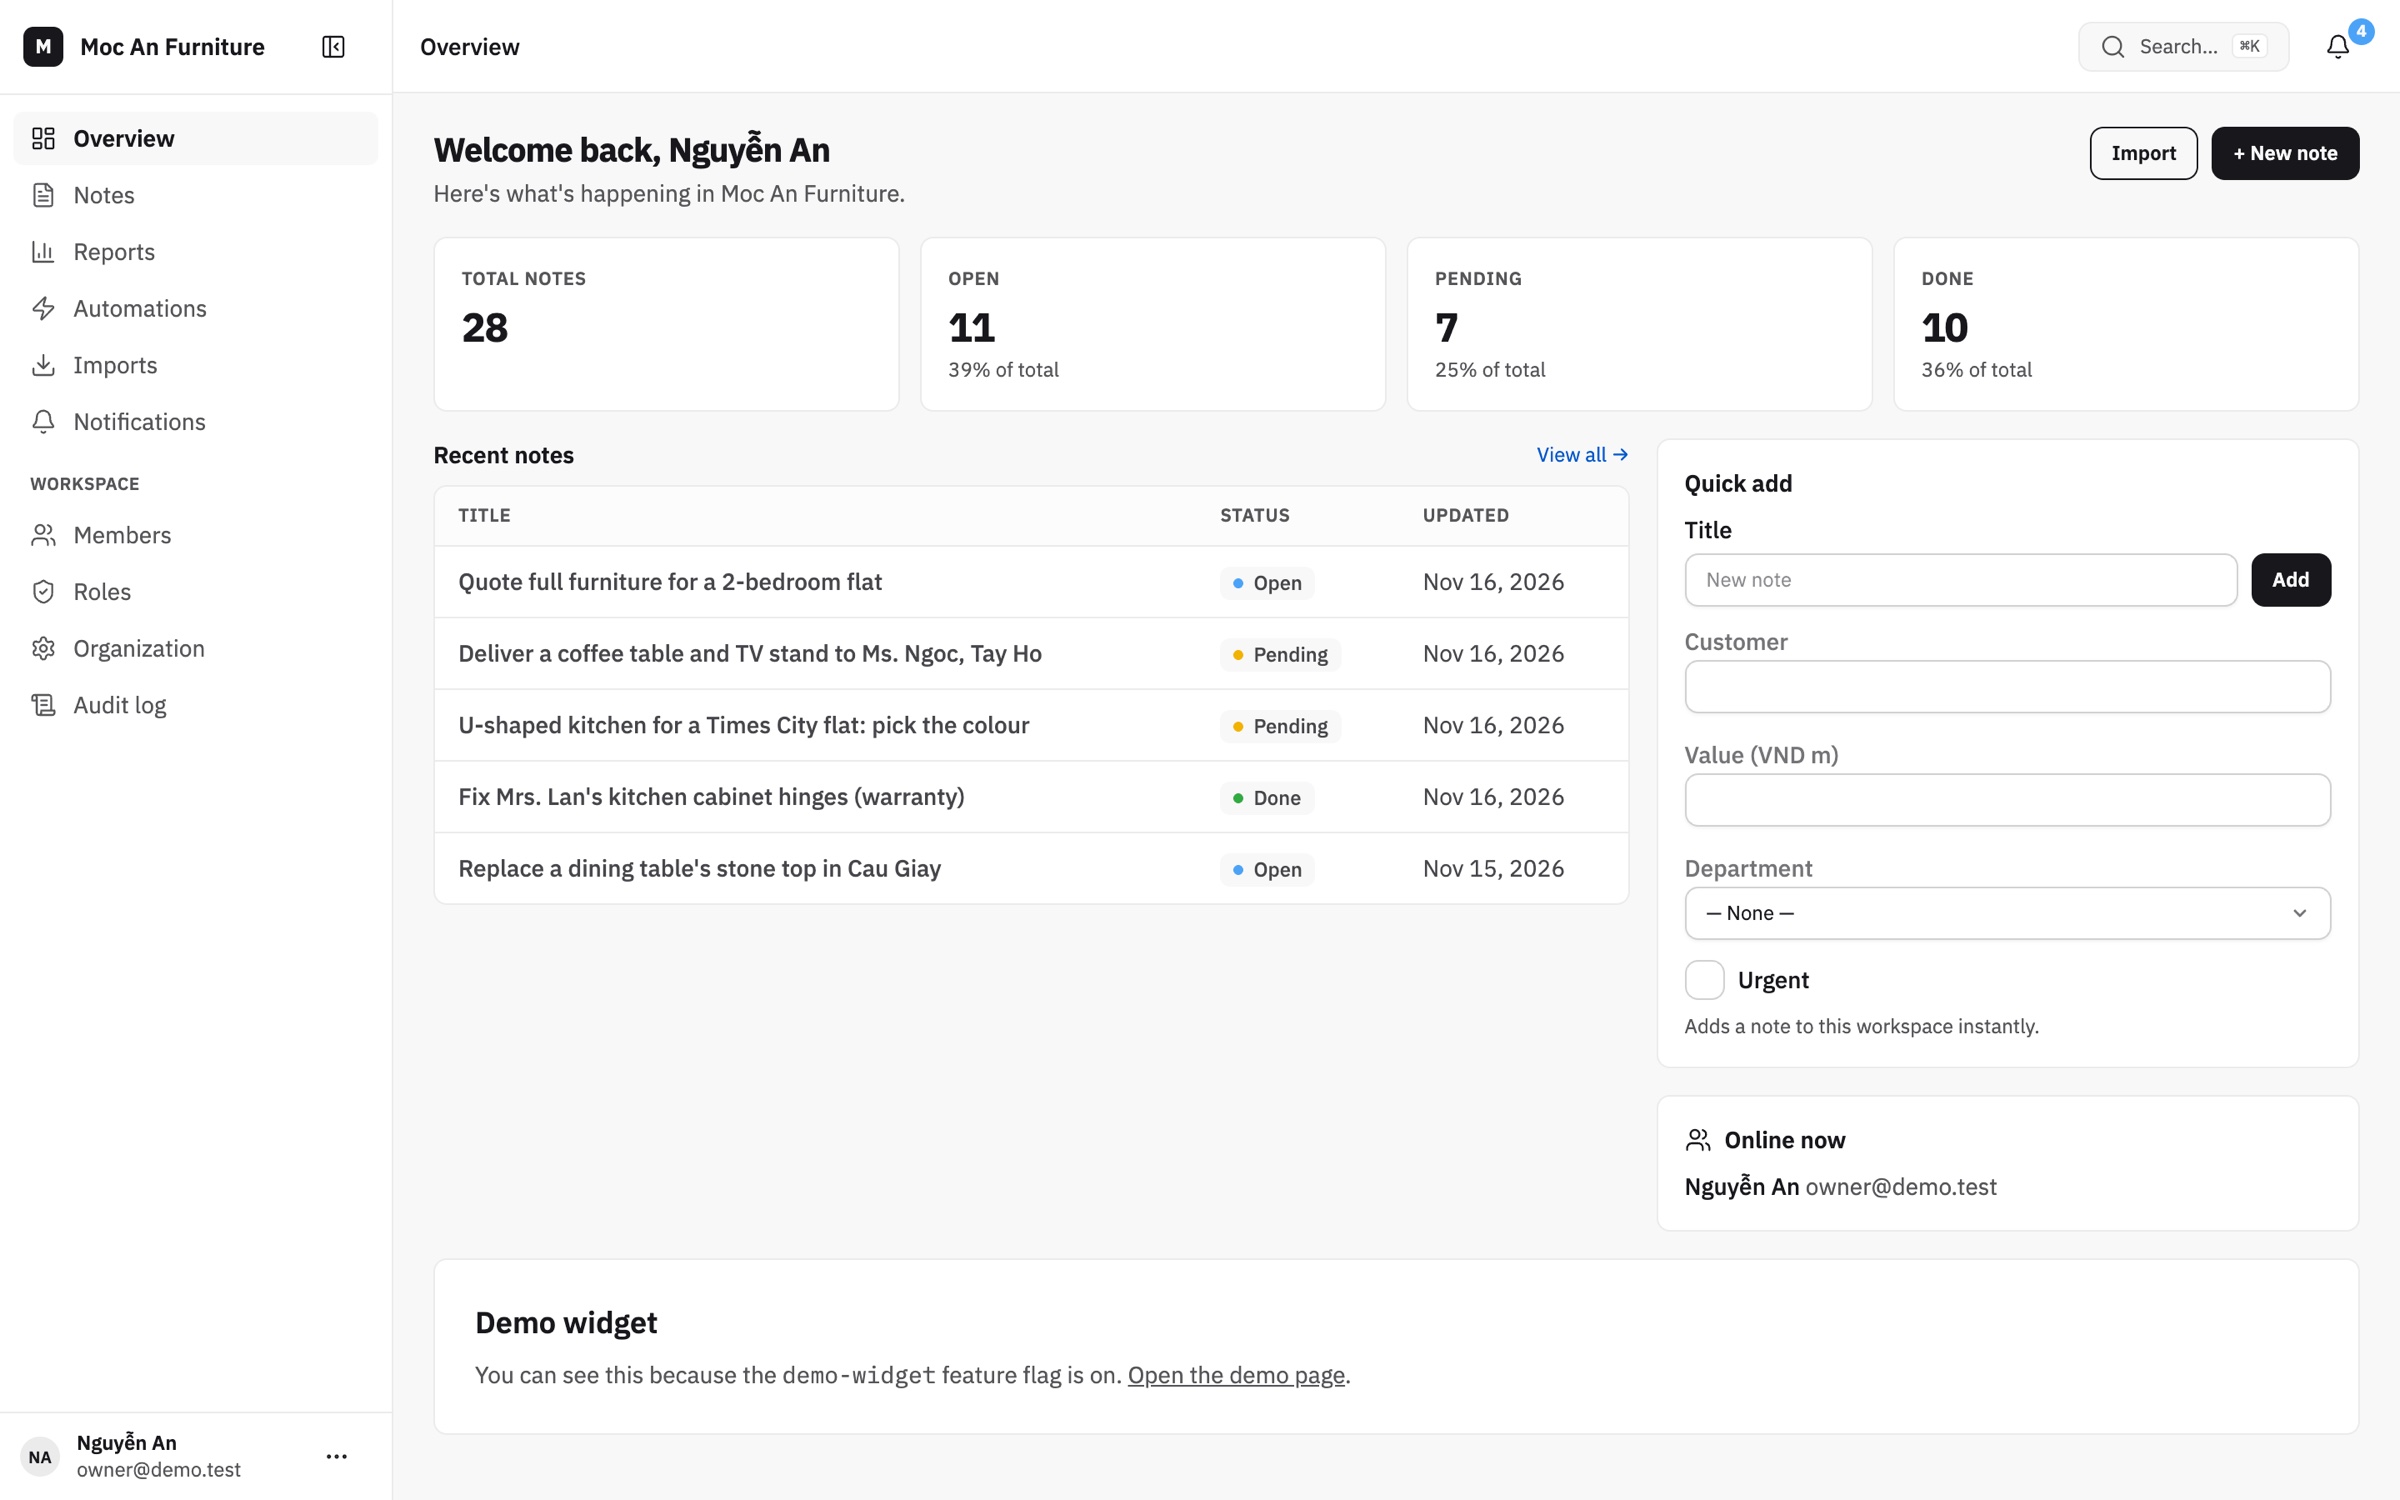 M Moc An Furniture
Overview
Notes
Reports
Automations
Imports
Notifications
WORKSPACE
Members
Roles
Organization
Audit log
NA Nguyễn An
owner@demo.test
Overview
Search... ⌘K
4
Welcome back, Nguyễn An
Here's what's happening in Moc An Furniture.
Import
+ New note
TOTAL NOTES
28
OPEN
11
39% of total
PENDING
7
25% of total
DONE
10
36% of total
Recent notes
View all →
TITLE STATUS UPDATED
Quote full furniture for a 2-bedroom flat Open Nov 16, 2026
Deliver a coffee table and TV stand to Ms. Ngoc, Tay Ho Pending Nov 16, 2026
U-shaped kitchen for a Times City flat: pick the colour Pending Nov 16, 2026
Fix Mrs. Lan's kitchen cabinet hinges (warranty) Done Nov 16, 2026
Replace a dining table's stone top in Cau Giay Open Nov 15, 2026
Quick add
Title
New note Add
Customer
Value (VND m)
Department
— None —
Urgent
Adds a note to this workspace instantly.
Online now
Nguyễn An owner@demo.test
Demo widget
You can see this because the demo-widget feature flag is on. Open the demo page.